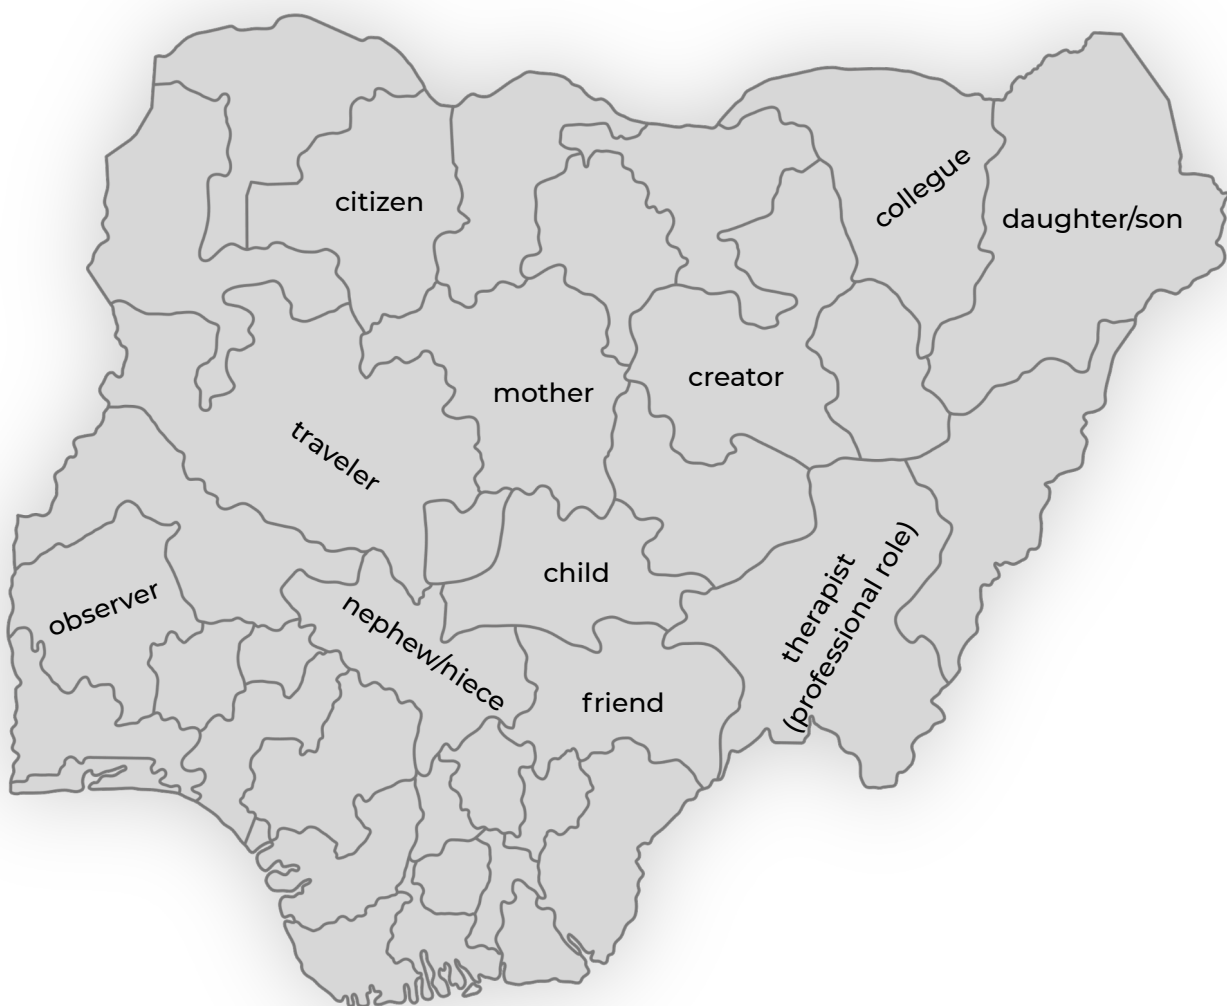 citizen
collegue
daughter/son
mother
creator
traveler
child
observer
nephew/niece
friend
therapist
(professional role)